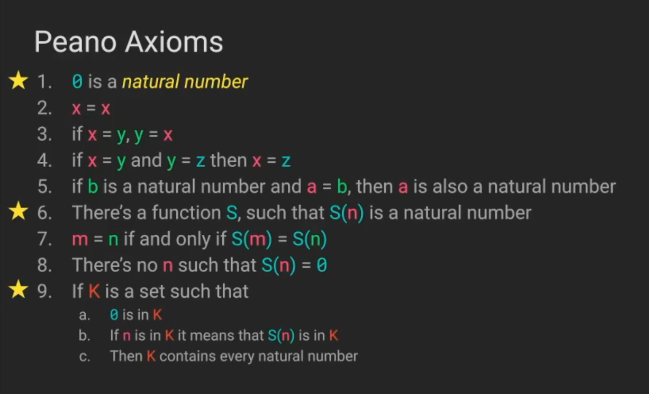 Peano Axioms
1. 0 is a natural number
2. x = x
3. if x = y, y = x
4. if x = y and y = z then x = z
5. if b is a natural number and a = b, then a is also a natural number
6. There's a function S, such that S(n) is a natural number
7. m = n if and only if S(m) = S(n)
8. There's no n such that S(n) = 0
9. If K is a set such that
a. 0 is in K
b. If n is in K it means that S(n) is in K
c. Then K contains every natural number